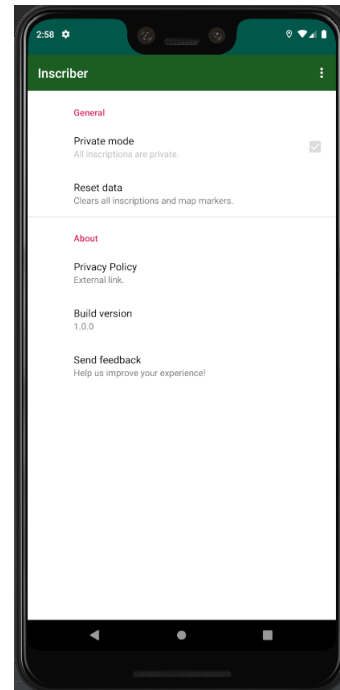 2:58
Inscriber
General
Private mode
All inscriptions are private.
Reset data
Clears all inscriptions and map markers.
About
Privacy Policy
External link.
Build version
1.0.0
Send feedback
Help us improve your experience!